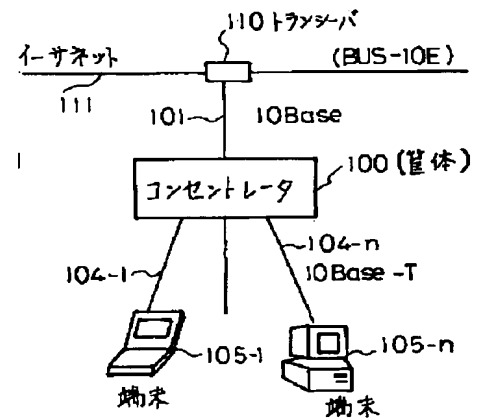 110 トランシーバ
イーサネット
(BUS-10E)
111
101
10Base
100 (筐体)
コンセントレータ
104-n
104-1
10Base-T
105-1
105-n
端末
端末